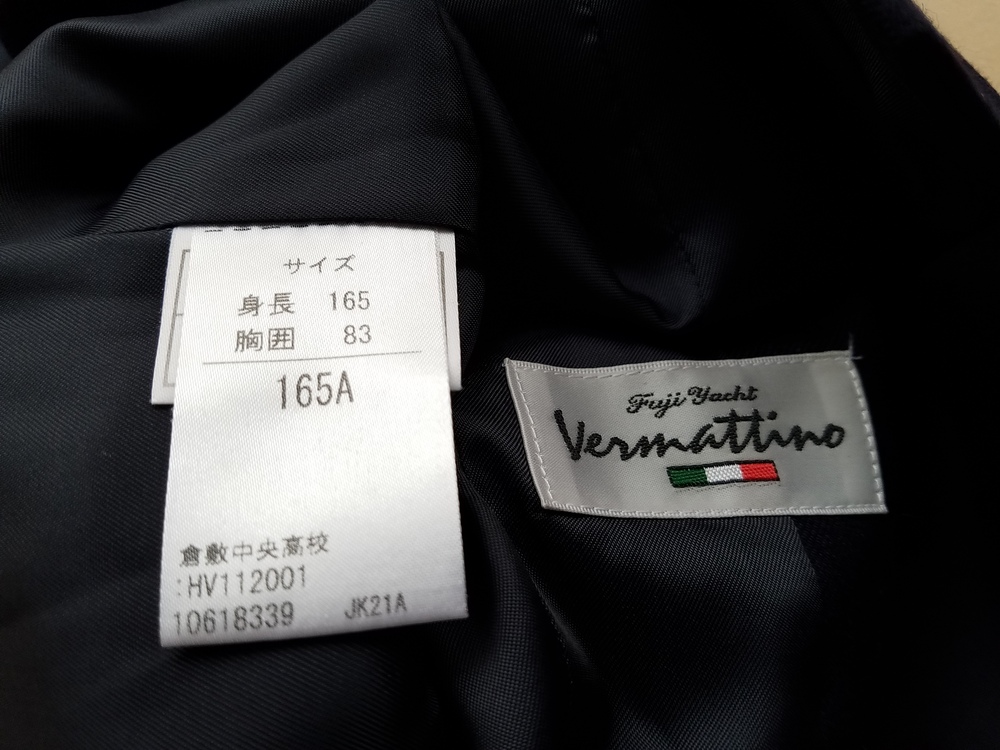 サイズ
身長 165
胸囲 83
165A
倉敷中央高校
:HV112001
10618339 JK21A
Fuji Yacht
Vermattino